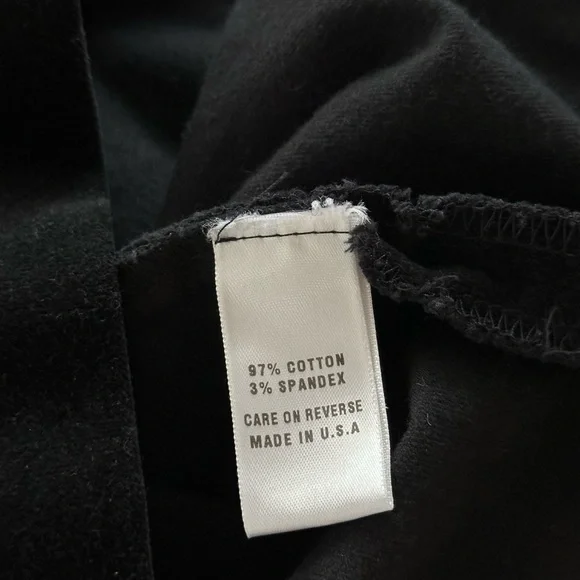 97% COTTON
3% SPANDEX
CARE ON REVERSE
MADE IN U.S.A